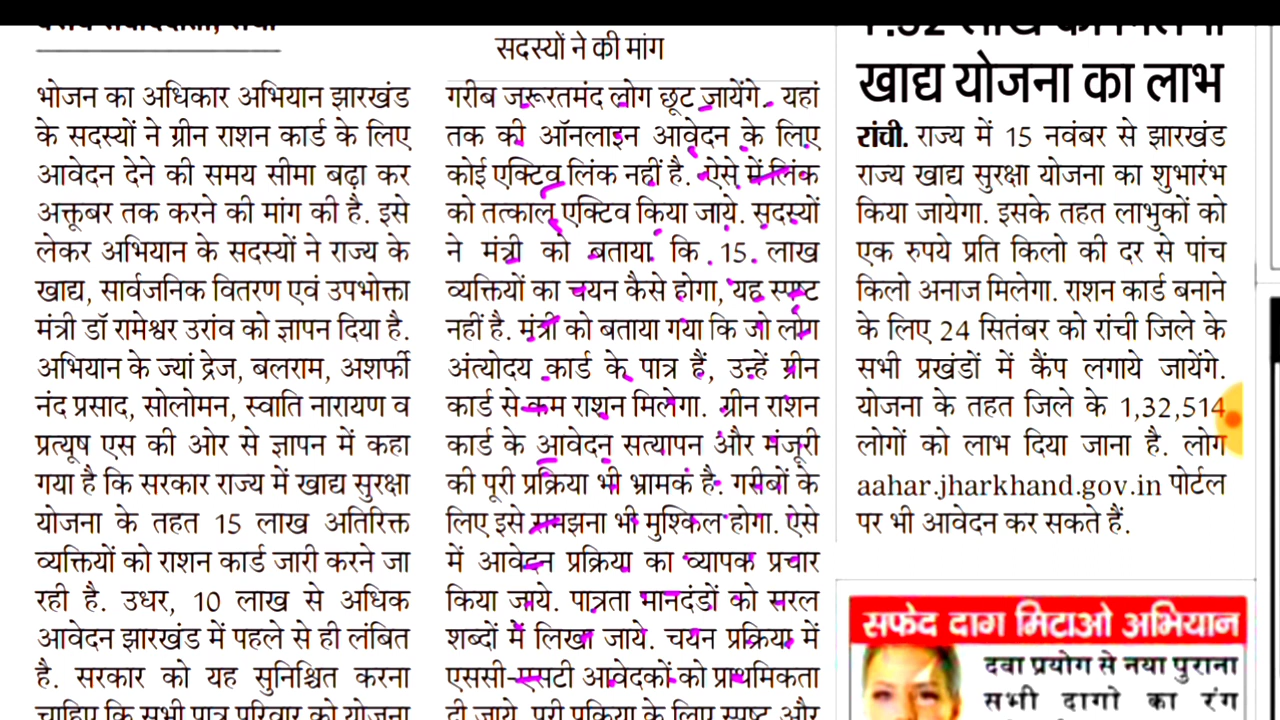 सदस्यों ने की मांग
भोजन का अधिकार अभियान झारखंड
के सदस्यों ने ग्रीन राशन कार्ड के लिए
आवेदन देने की समय सीमा बढ़ा कर
अक्तूबर तक करने की मांग की है. इसे
लेकर अभियान के सदस्यों ने राज्य के
खाद्य, सार्वजनिक वितरण एवं उपभोक्ता
मंत्री डॉ रामेश्वर उरांव को ज्ञापन दिया है.
अभियान के ज्यां द्रेज, बलराम, अशर्फी
नंद प्रसाद, सोलोमन, स्वाति नारायण व
प्रत्यूष एस की ओर से ज्ञापन में कहा
गया है कि सरकार राज्य में खाद्य सुरक्षा
योजना के तहत 15 लाख अतिरिक्त
व्यक्तियों को राशन कार्ड जारी करने जा
रही है. उधर, 10 लाख से अधिक
आवेदन झारखंड में पहले से ही लंबित
है. सरकार को यह सुनिश्चित करना
चाहिए कि सभी पात्र परिवार को योजना
गरीब जरूरतमंद लोग छूट जायेंगे. यहां
तक की ऑनलाइन आवेदन के लिए
कोई एक्टिव लिंक नहीं है. ऐसे में लिंक
को तत्काल एक्टिव किया जाये. सदस्यों
ने मंत्री को बताया कि 15 लाख
व्यक्तियों का चयन कैसे होगा, यह स्पष्ट
नहीं है. मंत्री को बताया गया कि जो लोग
अंत्योदय कार्ड के पात्र हैं, उन्हें ग्रीन
कार्ड से कम राशन मिलेगा. ग्रीन राशन
कार्ड के आवेदन सत्यापन और मंजूरी
की पूरी प्रक्रिया भी भ्रामक है. गरीबों के
लिए इसे समझना भी मुश्किल होगा. ऐसे
में आवेदन प्रक्रिया का व्यापक प्रचार
किया जाये. पात्रता मानदंडों को सरल
शब्दों में लिखा जाये. चयन प्रक्रिया में
एससी-एसटी आवेदकों को प्राथमिकता
दी जाये. पूरी प्रक्रिया के लिए स्पष्ट और
खाद्य योजना का लाभ
रांची. राज्य में 15 नवंबर से झारखंड
राज्य खाद्य सुरक्षा योजना का शुभारंभ
किया जायेगा. इसके तहत लाभुकों को
एक रुपये प्रति किलो की दर से पांच
किलो अनाज मिलेगा. राशन कार्ड बनाने
के लिए 24 सितंबर को रांची जिले के
सभी प्रखंडों में कैंप लगाये जायेंगे.
योजना के तहत जिले के 1,32,514
लोगों को लाभ दिया जाना है. लोग
aahar.jharkhand.gov.in पोर्टल
पर भी आवेदन कर सकते हैं.
सफेद दाग मिटाओ अभियान
दवा प्रयोग से नया पुराना
सभी दागो का रंग